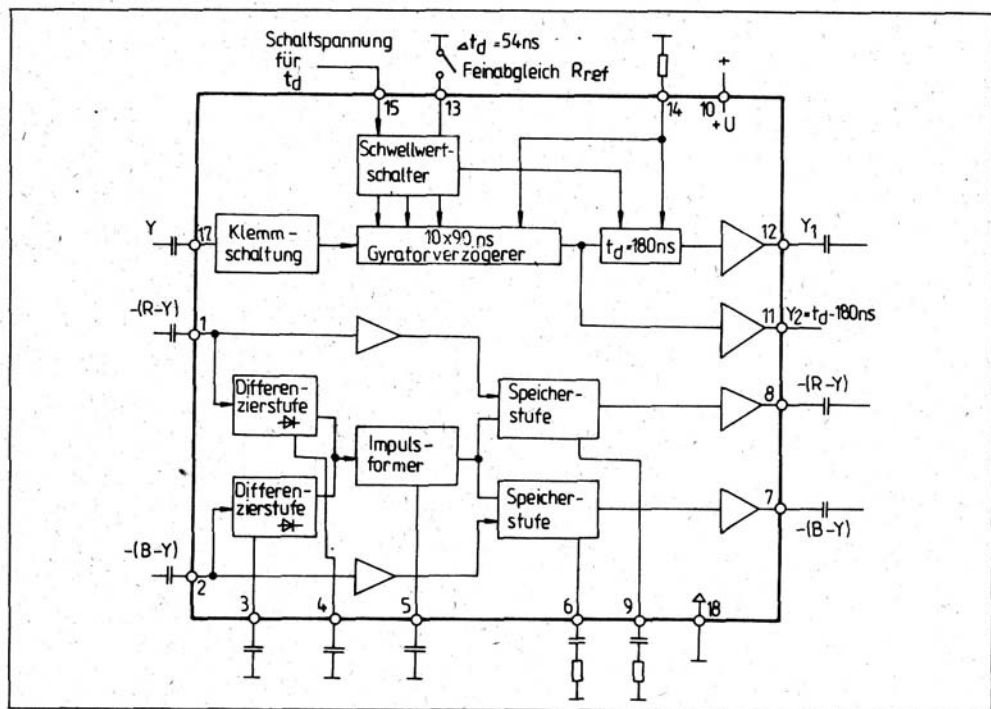 Schaltspannung
für
td
Δ td = 54ns
Feinabgleich Rref
+
15
13
14
10
+U
Schwellwert-
schalter
Y
17
Klemm-
schaltung
10x90 ns
Gyratorverzögerer
td=180ns
12
Y1
11
Y2=td-180ns
-(R-Y)
1
Differen-
zierstufe
Impuls-
former
Speicher-
stufe
8
-(R-Y)
Differen-
zierstufe
Speicher-
stufe
7
-(B-Y)
-(B-Y)
2
3
4
5
6
9
18